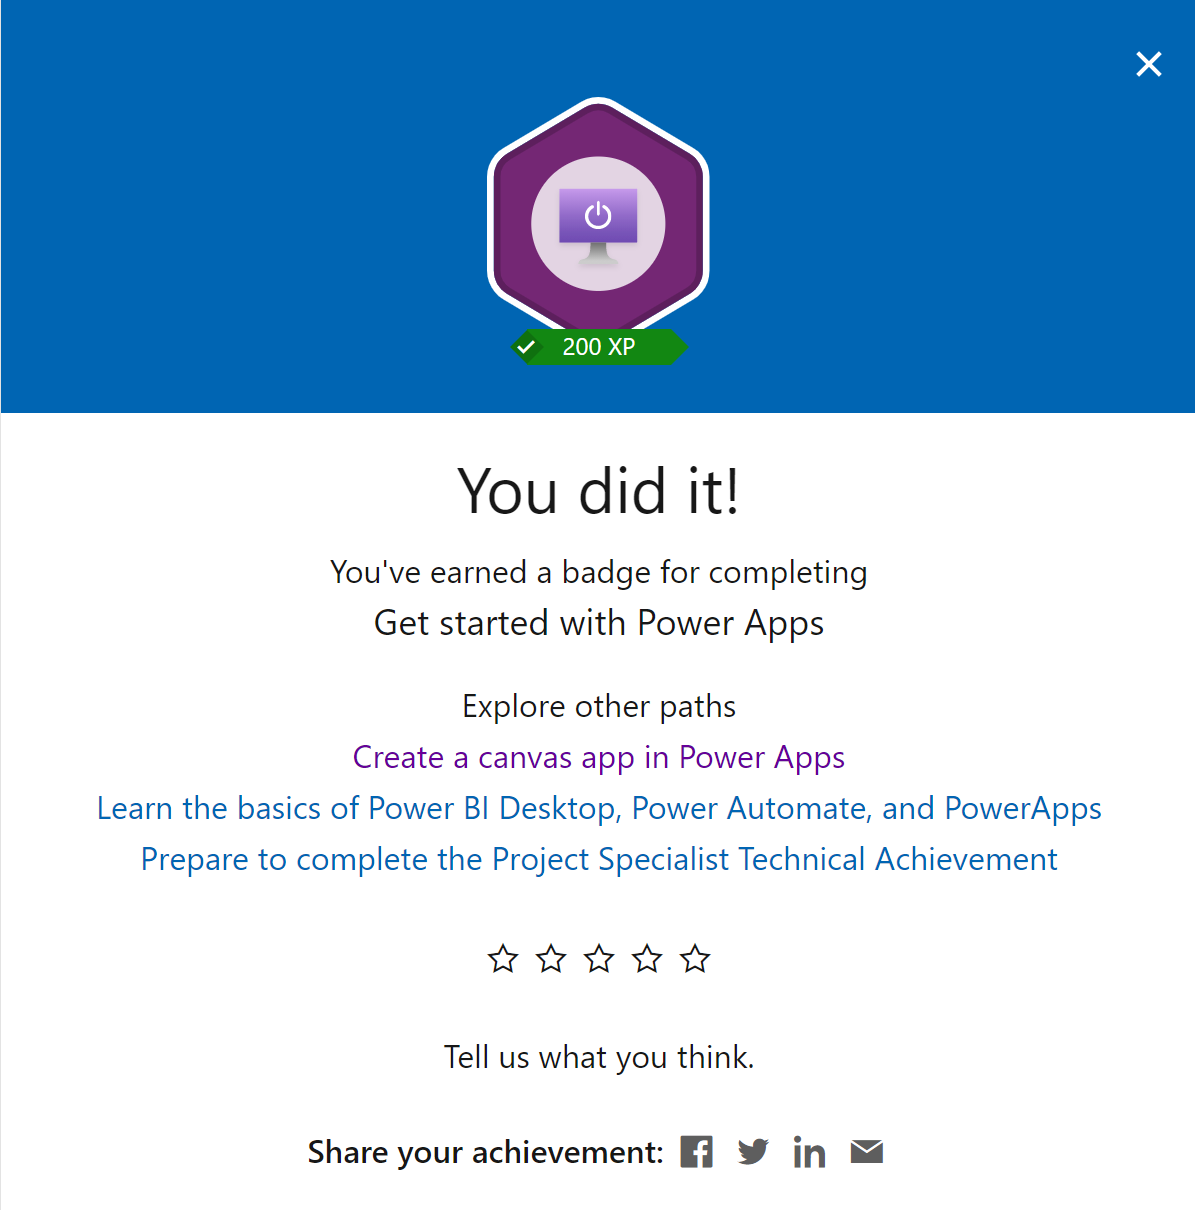 200 XP
You did it!
You've earned a badge for completing
Get started with Power Apps
Explore other paths
Create a canvas app in Power Apps
Learn the basics of Power BI Desktop, Power Automate, and PowerApps
Prepare to complete the Project Specialist Technical Achievement
Tell us what you think.
Share your achievement: